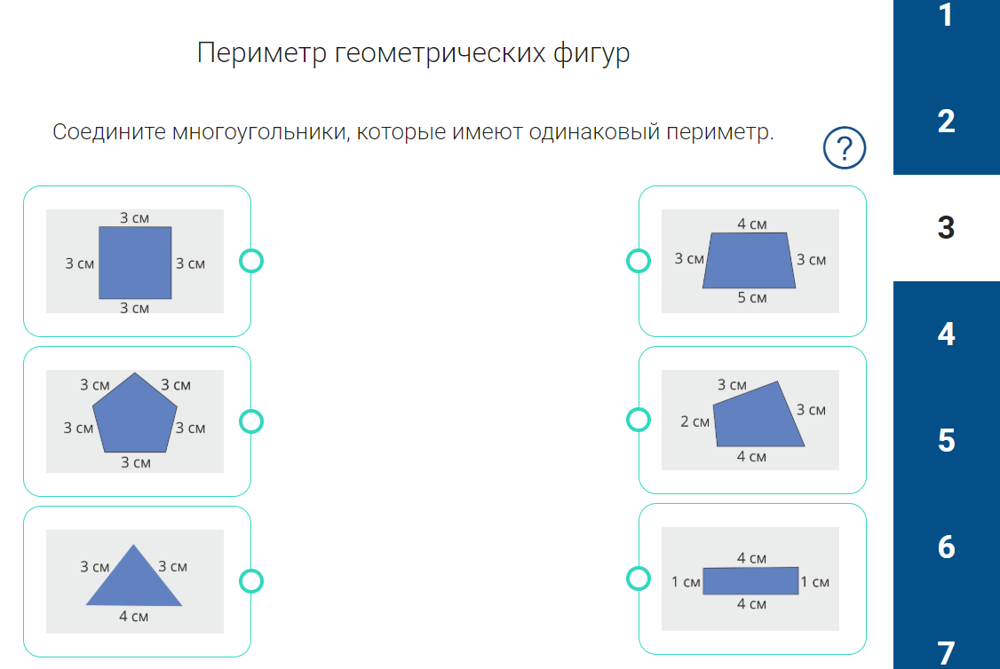 Периметр геометрических фигур
Соедините многоугольники, которые имеют одинаковый периметр.
?
3 см
3 см
3 см
3 см
3 см
3 см
3 см
3 см
3 см
3 см
3 см
4 см
4 см
3 см
3 см
5 см
3 см
3 см
2 см
4 см
4 см
1 см
1 см
4 см
1
2
3
4
5
6
7